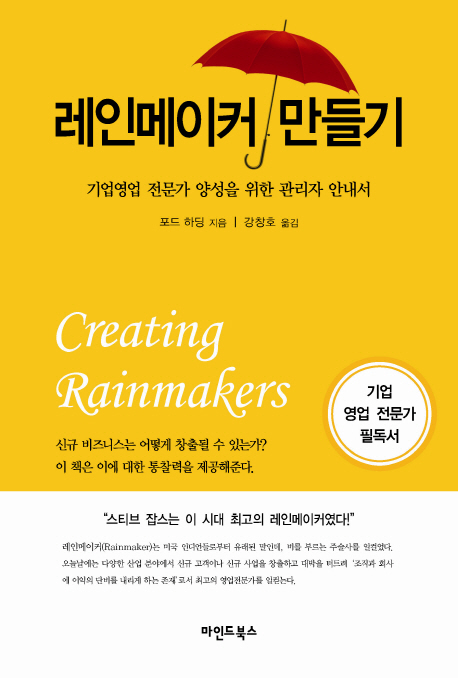 레인메이커 만들기
기업영업 전문가 양성을 위한 관리자 안내서
포드 하딩 지음 | 강창호 옮김
Creating
Rainmakers
기업
영업 전문가
필독서
신규 비즈니스는 어떻게 창출될 수 있는가?
이 책은 이에 대한 통찰력을 제공해준다.
“스티브 잡스는 이 시대 최고의 레인메이커였다!”
레인메이커(Rainmaker)는 미국 인디언들로부터 유래된 말인데, 비를 부르는 주술사를 일컬었다.
오늘날에는 다양한 산업 분야에서 신규 고객이나 신규 사업을 창출하고 대박을 터뜨려 ‘조직과 회사
에 이익의 단비를 내리게 하는 존재’로서 최고의 영업전문가를 일컫는다.
마인드북스